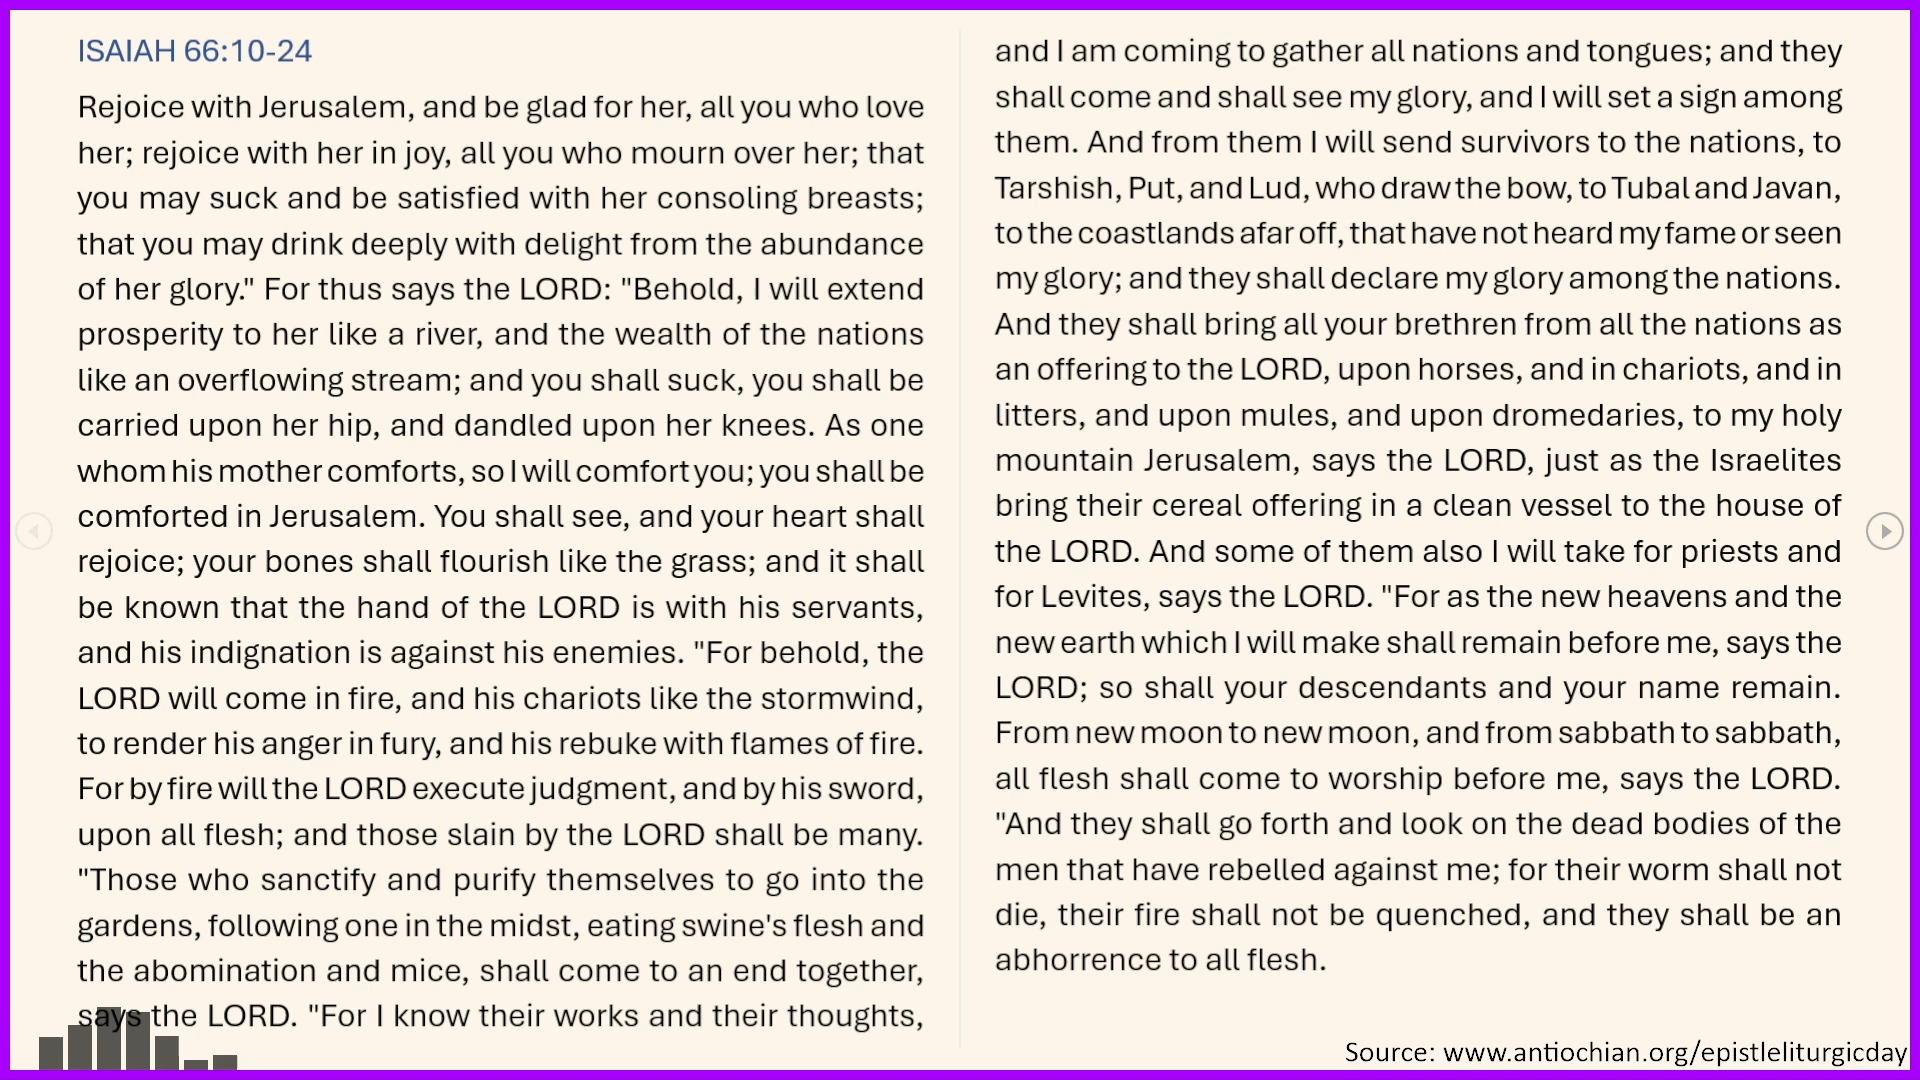 ISAIAH 66:10-24
Rejoice with Jerusalem, and be glad for her, all you who love
her; rejoice with her in joy, all you who mourn over her; that
you may suck and be satisfied with her consoling breasts;
that you may drink deeply with delight from the abundance
of her glory." For thus says the LORD: "Behold, I will extend
prosperity to her like a river, and the wealth of the nations
like an overflowing stream; and you shall suck, you shall be
carried upon her hip, and dandled upon her knees. As one
whom his mother comforts, so I will comfort you; you shall be
comforted in Jerusalem. You shall see, and your heart shall
rejoice; your bones shall flourish like the grass; and it shall
be known that the hand of the LORD is with his servants,
and his indignation is against his enemies. "For behold, the
LORD will come in fire, and his chariots like the stormwind,
to render his anger in fury, and his rebuke with flames of fire.
For by fire will the LORD execute judgment, and by his sword,
upon all flesh; and those slain by the LORD shall be many.
"Those who sanctify and purify themselves to go into the
gardens, following one in the midst, eating swine's flesh and
the abomination and mice, shall come to an end together,
says the LORD. "For I know their works and their thoughts,
and I am coming to gather all nations and tongues; and they
shall come and shall see my glory, and I will set a sign among
them. And from them I will send survivors to the nations, to
Tarshish, Put, and Lud, who draw the bow, to Tubal and Javan,
to the coastlands afar off, that have not heard my fame or seen
my glory; and they shall declare my glory among the nations.
And they shall bring all your brethren from all the nations as
an offering to the LORD, upon horses, and in chariots, and in
litters, and upon mules, and upon dromedaries, to my holy
mountain Jerusalem, says the LORD, just as the Israelites
bring their cereal offering in a clean vessel to the house of
the LORD. And some of them also I will take for priests and
for Levites, says the LORD. "For as the new heavens and the
new earth which I will make shall remain before me, says the
LORD; so shall your descendants and your name remain.
From new moon to new moon, and from sabbath to sabbath,
all flesh shall come to worship before me, says the LORD.
"And they shall go forth and look on the dead bodies of the
men that have rebelled against me; for their worm shall not
die, their fire shall not be quenched, and they shall be an
abhorrence to all flesh.
Source: www.antiochian.org/epistleliturgicday